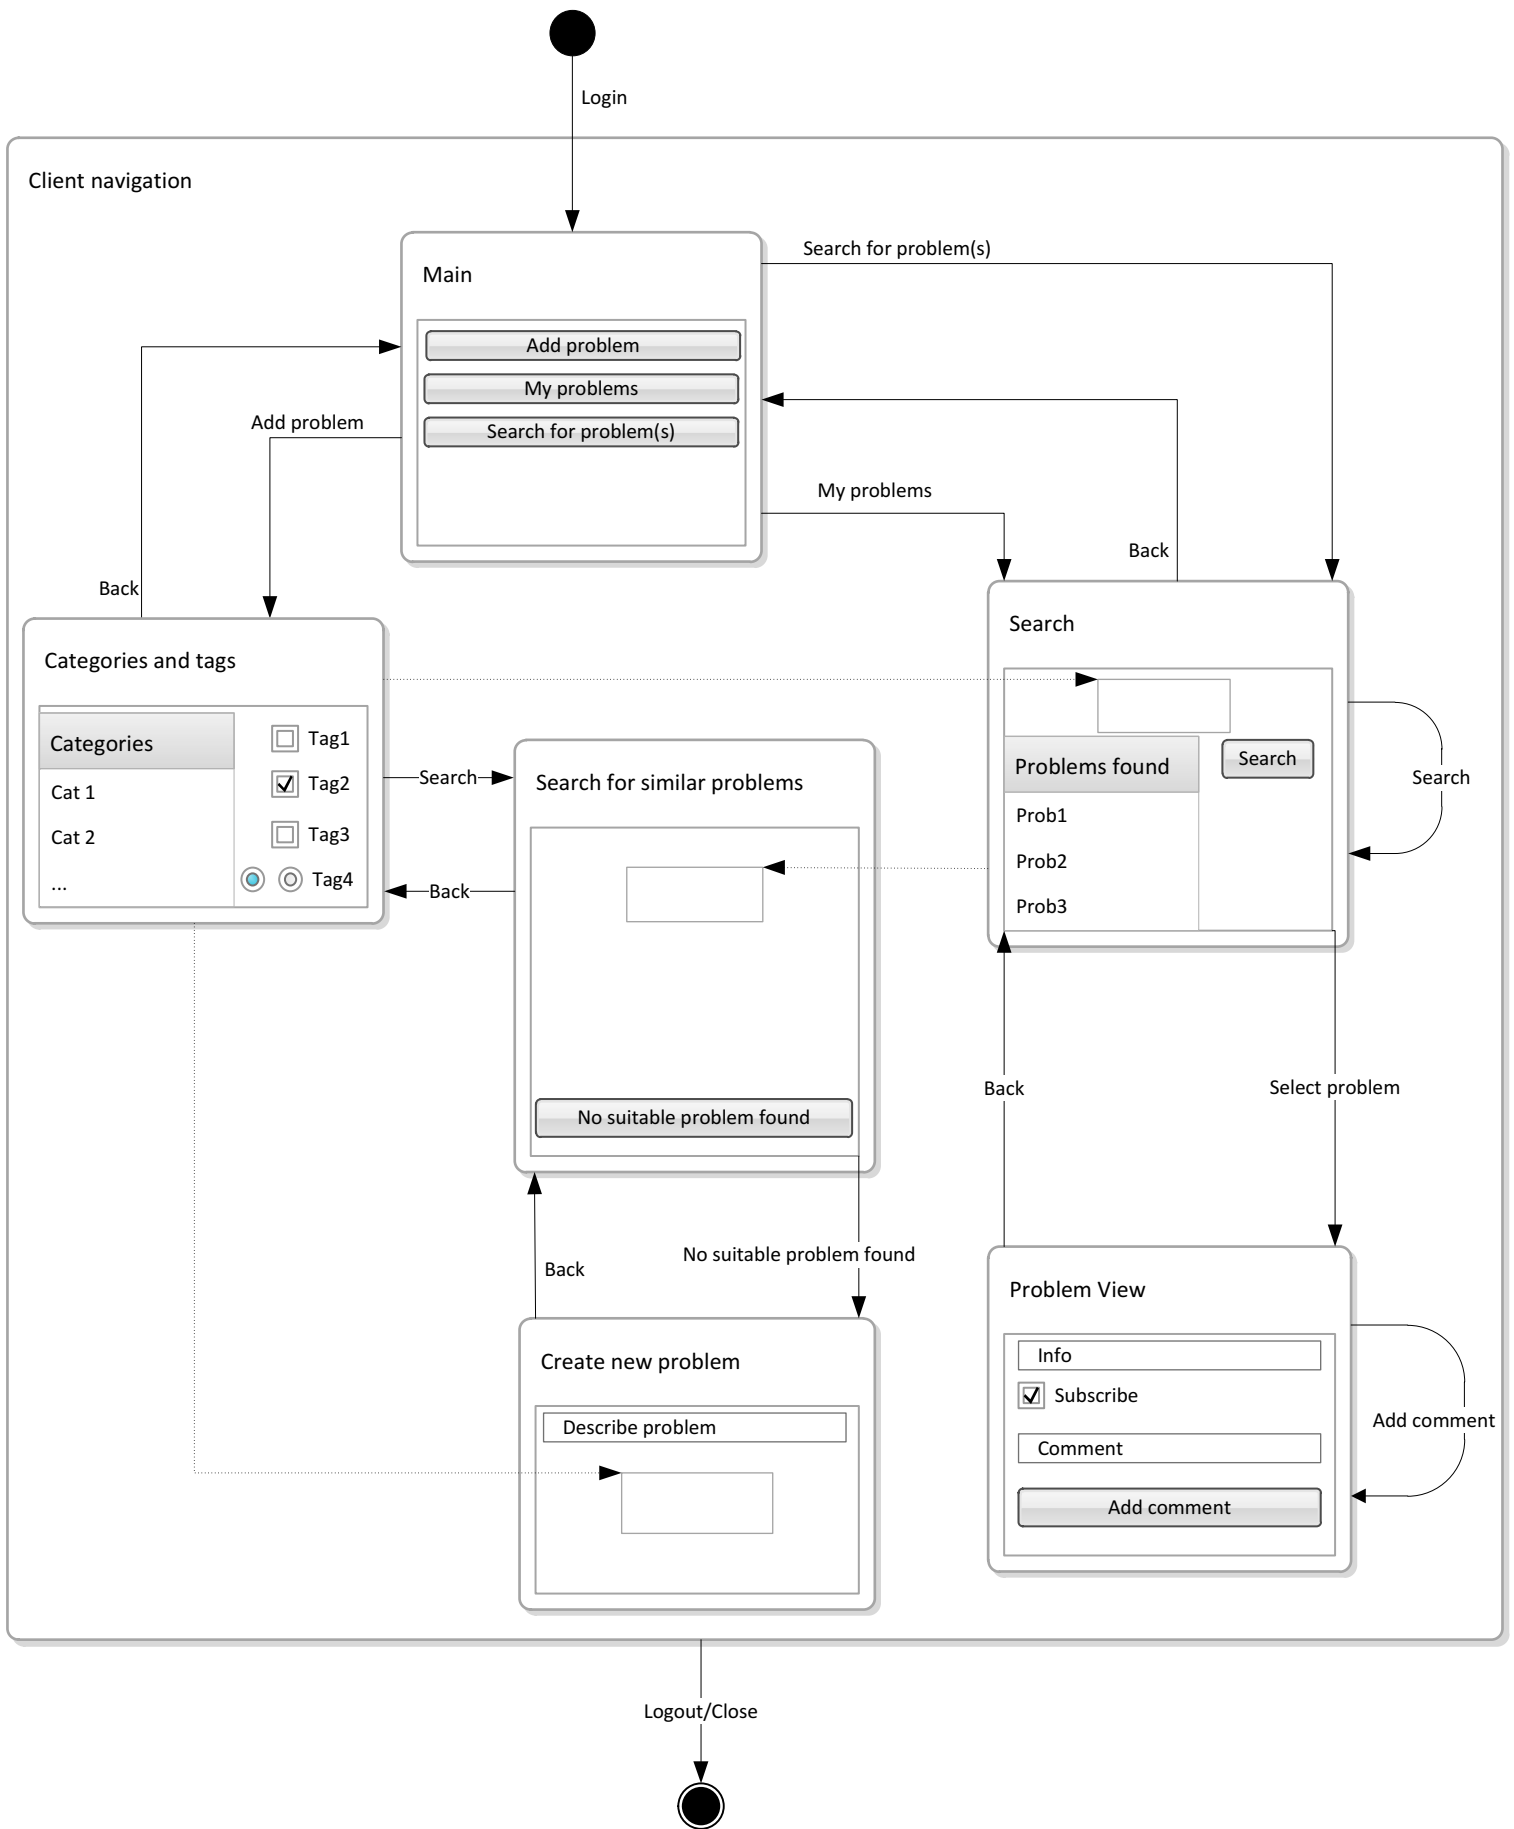 Login
Client navigation
Main
Add problem
My problems
Search for problem(s)
Search for problem(s)
Add problem
My problems
Back
Back
Categories and tags
Categories
Cat 1
Cat 2
...
Tag1
Tag2
Tag3
Tag4
Search
Back
Search for similar problems
No suitable problem found
Search
Search
Problems found
Prob1
Prob2
Prob3
Search
Back
Select problem
Back
No suitable problem found
Create new problem
Describe problem
Problem View
Info
Subscribe
Comment
Add comment
Add comment
Logout/Close